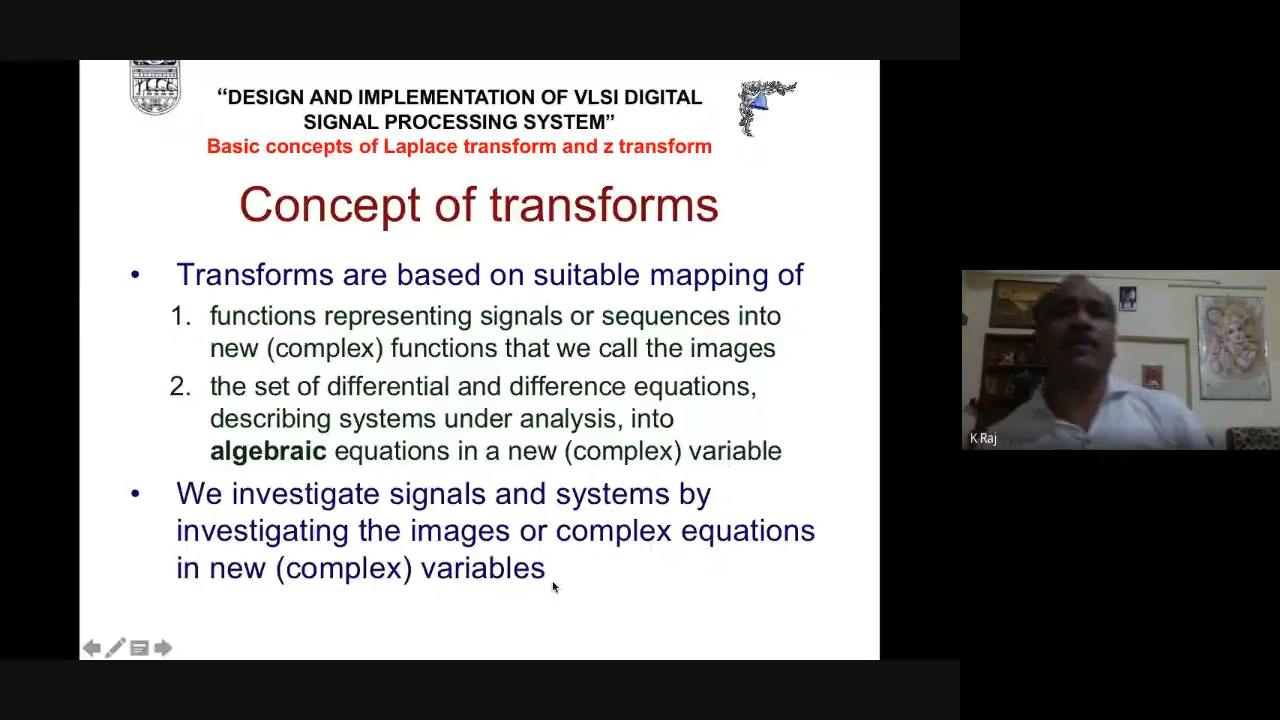 “DESIGN AND IMPLEMENTATION OF VLSI DIGITAL
SIGNAL PROCESSING SYSTEM”
Basic concepts of Laplace transform and z transform
Concept of transforms
• Transforms are based on suitable mapping of
1. functions representing signals or sequences into
new (complex) functions that we call the images
2. the set of differential and difference equations,
describing systems under analysis, into
algebraic equations in a new (complex) variable
• We investigate signals and systems by
investigating the images or complex equations
in new (complex) variables
K Raj